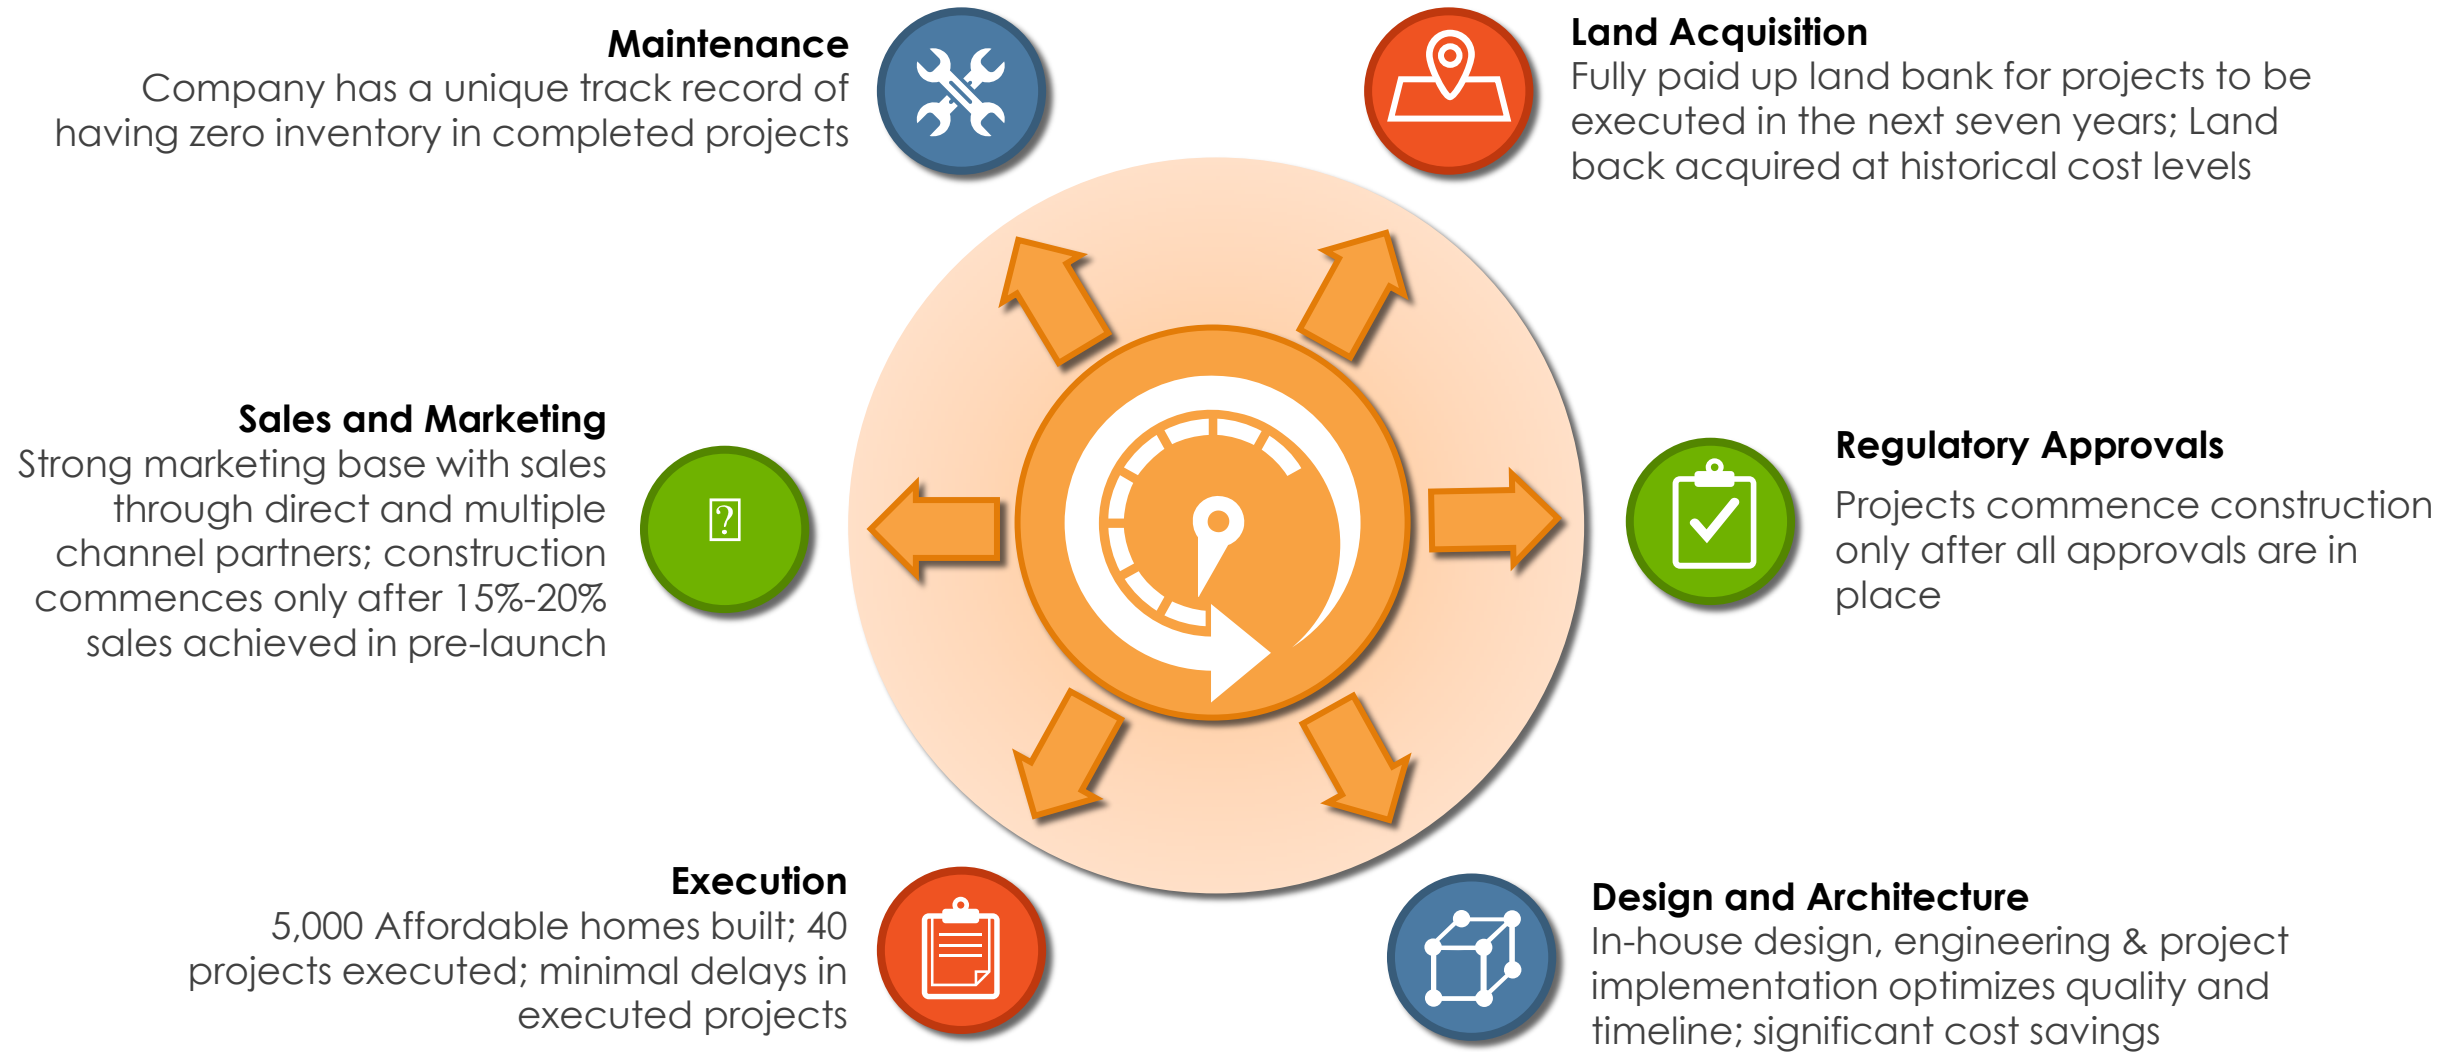 Maintenance
Company has a unique track record of
having zero inventory in completed projects
Land Acquisition
Fully paid up land bank for projects to be
executed in the next seven years; Land
back acquired at historical cost levels
Sales and Marketing
Strong marketing base with sales
through direct and multiple
channel partners; construction
commences only after 15%-20%
sales achieved in pre-launch
?
Regulatory Approvals
Projects commence construction
only after all approvals are in
place
Execution
5,000 Affordable homes built; 40
projects executed; minimal delays in
executed projects
Design and Architecture
In-house design, engineering & project
implementation optimizes quality and
timeline; significant cost savings